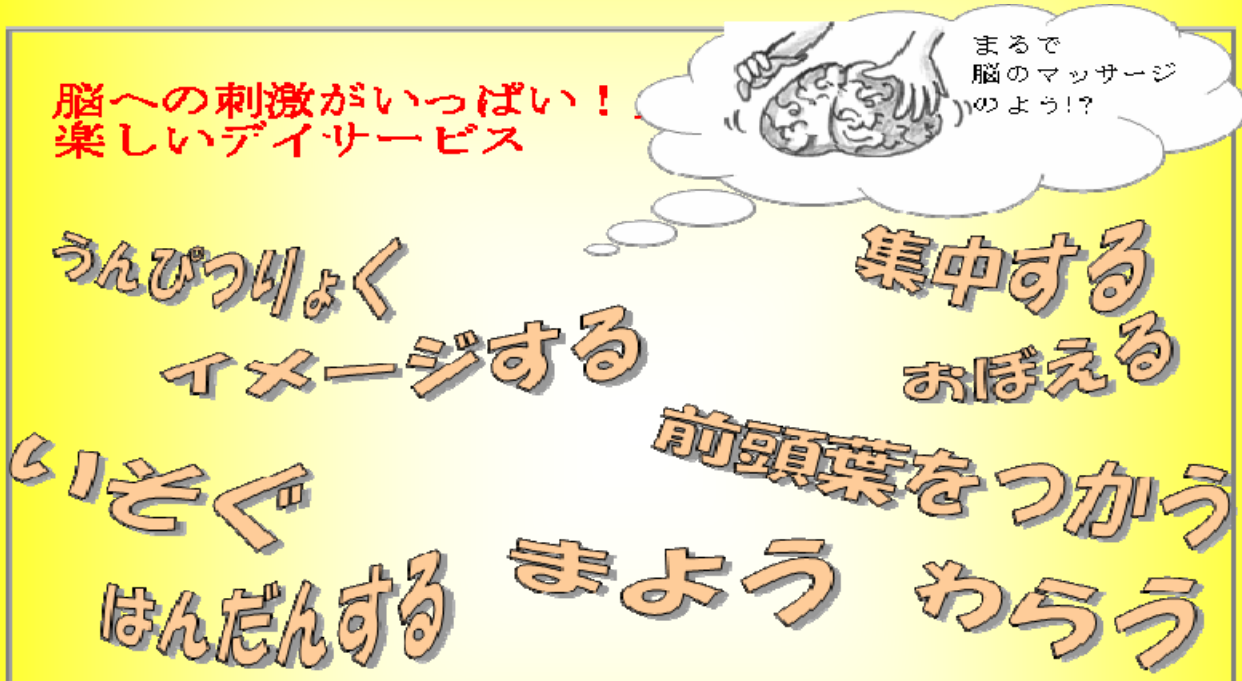 脳への刺激がいっぱい！
楽しいデイサービス
まるで
脳のマッサージ
のよう!?
うんぴつりょく
集中する
イメージする
おぼえる
いそぐ
前頭葉をつかう
はんだんする
まよう
わらう